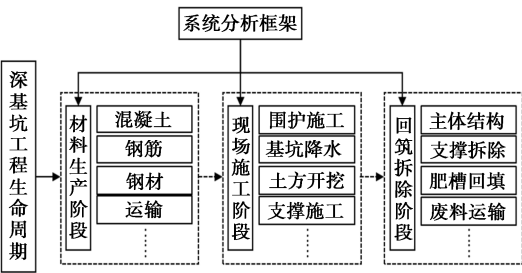 系统分析框架
深基坑工程生命周期
材料生产阶段
混凝土
钢筋
钢材
运输
现场施工阶段
围护施工
基坑降水
土方开挖
支撑施工
回筑拆除阶段
主体结构
支撑拆除
肥槽回填
废料运输